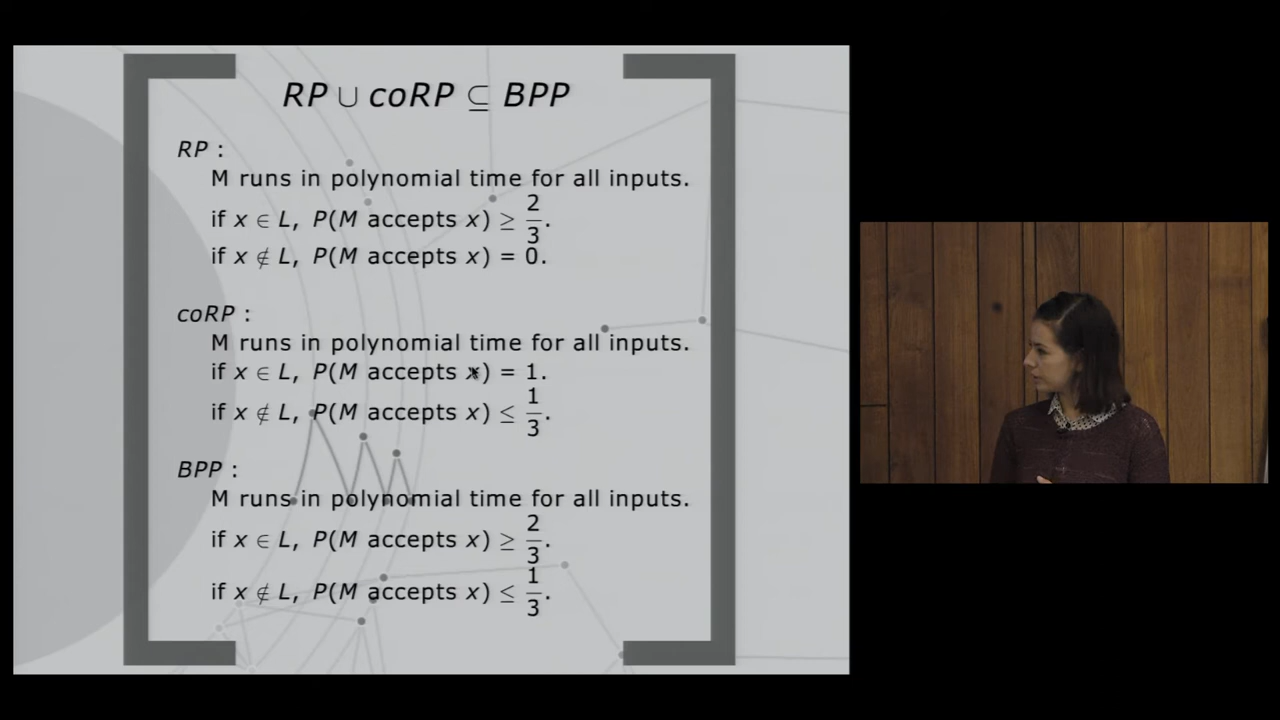 RP ∪ coRP ⊆ BPP
RP :
M runs in polynomial time for all inputs.
if x ∈ L, P(M accepts x) ≥ 2/3.
if x ∉ L, P(M accepts x) = 0.
coRP :
M runs in polynomial time for all inputs.
if x ∈ L, P(M accepts x) = 1.
if x ∉ L, P(M accepts x) ≤ 1/3.
BPP :
M runs in polynomial time for all inputs.
if x ∈ L, P(M accepts x) ≥ 2/3.
if x ∉ L, P(M accepts x) ≤ 1/3.